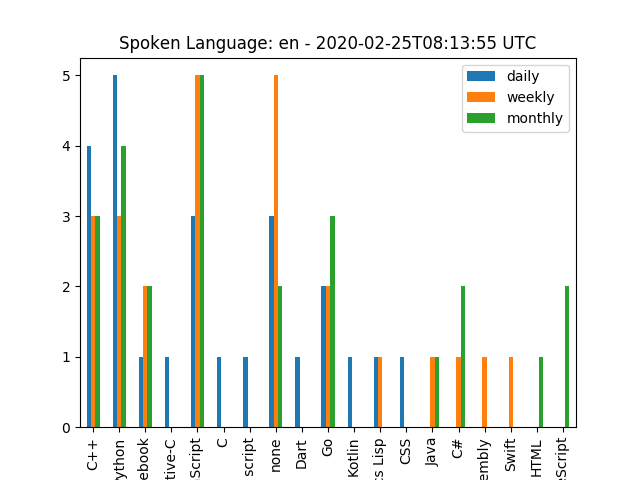 Spoken Language: en - 2020-02-25T08:13:55 UTC
daily
weekly
monthly
5
4
3
2
1
0
C++
ython
ebook
tive-C
Script
C
script
none
Dart
Go
Kotlin
s Lisp
CSS
Java
C#
embly
Swift
HTML
eScript